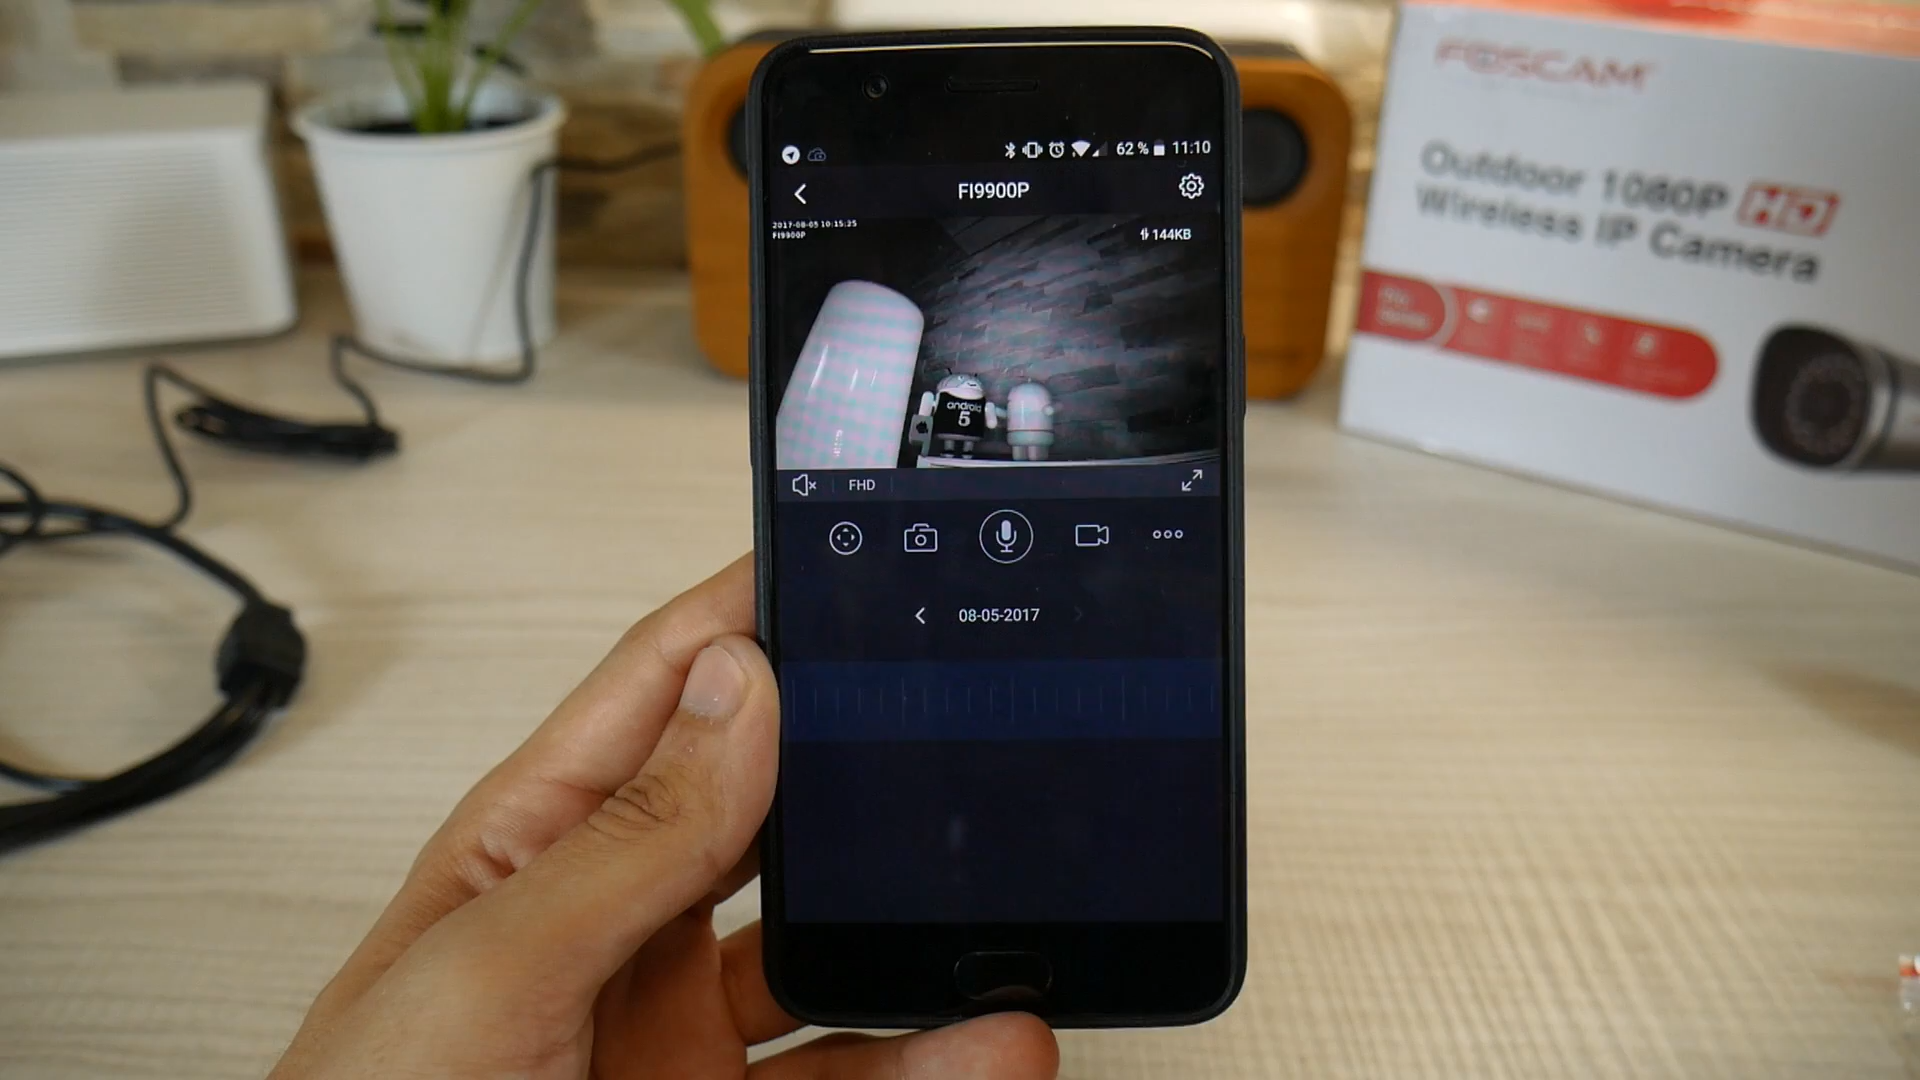 62 % 11:10
FI9900P
2017-08-05 10:15:25
FI9900P
144KB
android
5
FHD
08-05-2017
FOSCAM
Outdoor 1080P HD
Wireless IP Camera